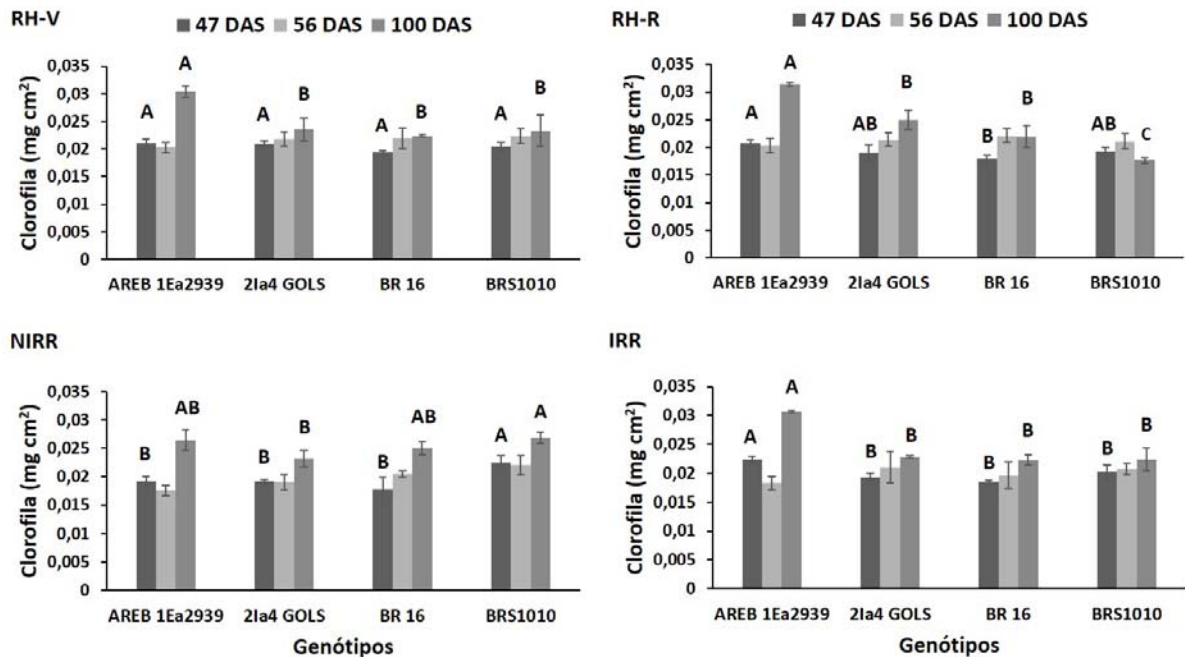 RH-V
47 DAS 56 DAS 100 DAS
Clorofila (mg cm²)
0,035
0,03
0,025
0,02
0,015
0,01
0,005
0
A A
A B
A B
A B
AREB 1Ea2939 2Ia4 GOLS BR 16 BRS1010
RH-R
47 DAS 56 DAS 100 DAS
Clorofila (mg cm²)
0,035
0,03
0,025
0,02
0,015
0,01
0,005
0
A A
AB B
B B
AB C
AREB 1Ea2939 2Ia4 GOLS BR 16 BRS1010
NIRR
Clorofila (mg cm²)
0,035
0,03
0,025
0,02
0,015
0,01
0,005
0
B AB
B B
B AB
A A
AREB 1Ea2939 2Ia4 GOLS BR 16 BRS1010
Genótipos
IRR
Clorofila (mg cm²)
0,035
0,03
0,025
0,02
0,015
0,01
0,005
0
A A
B B
B B
B B
AREB 1Ea2939 2Ia4 GOLS BR 16 BRS1010
Genótipos